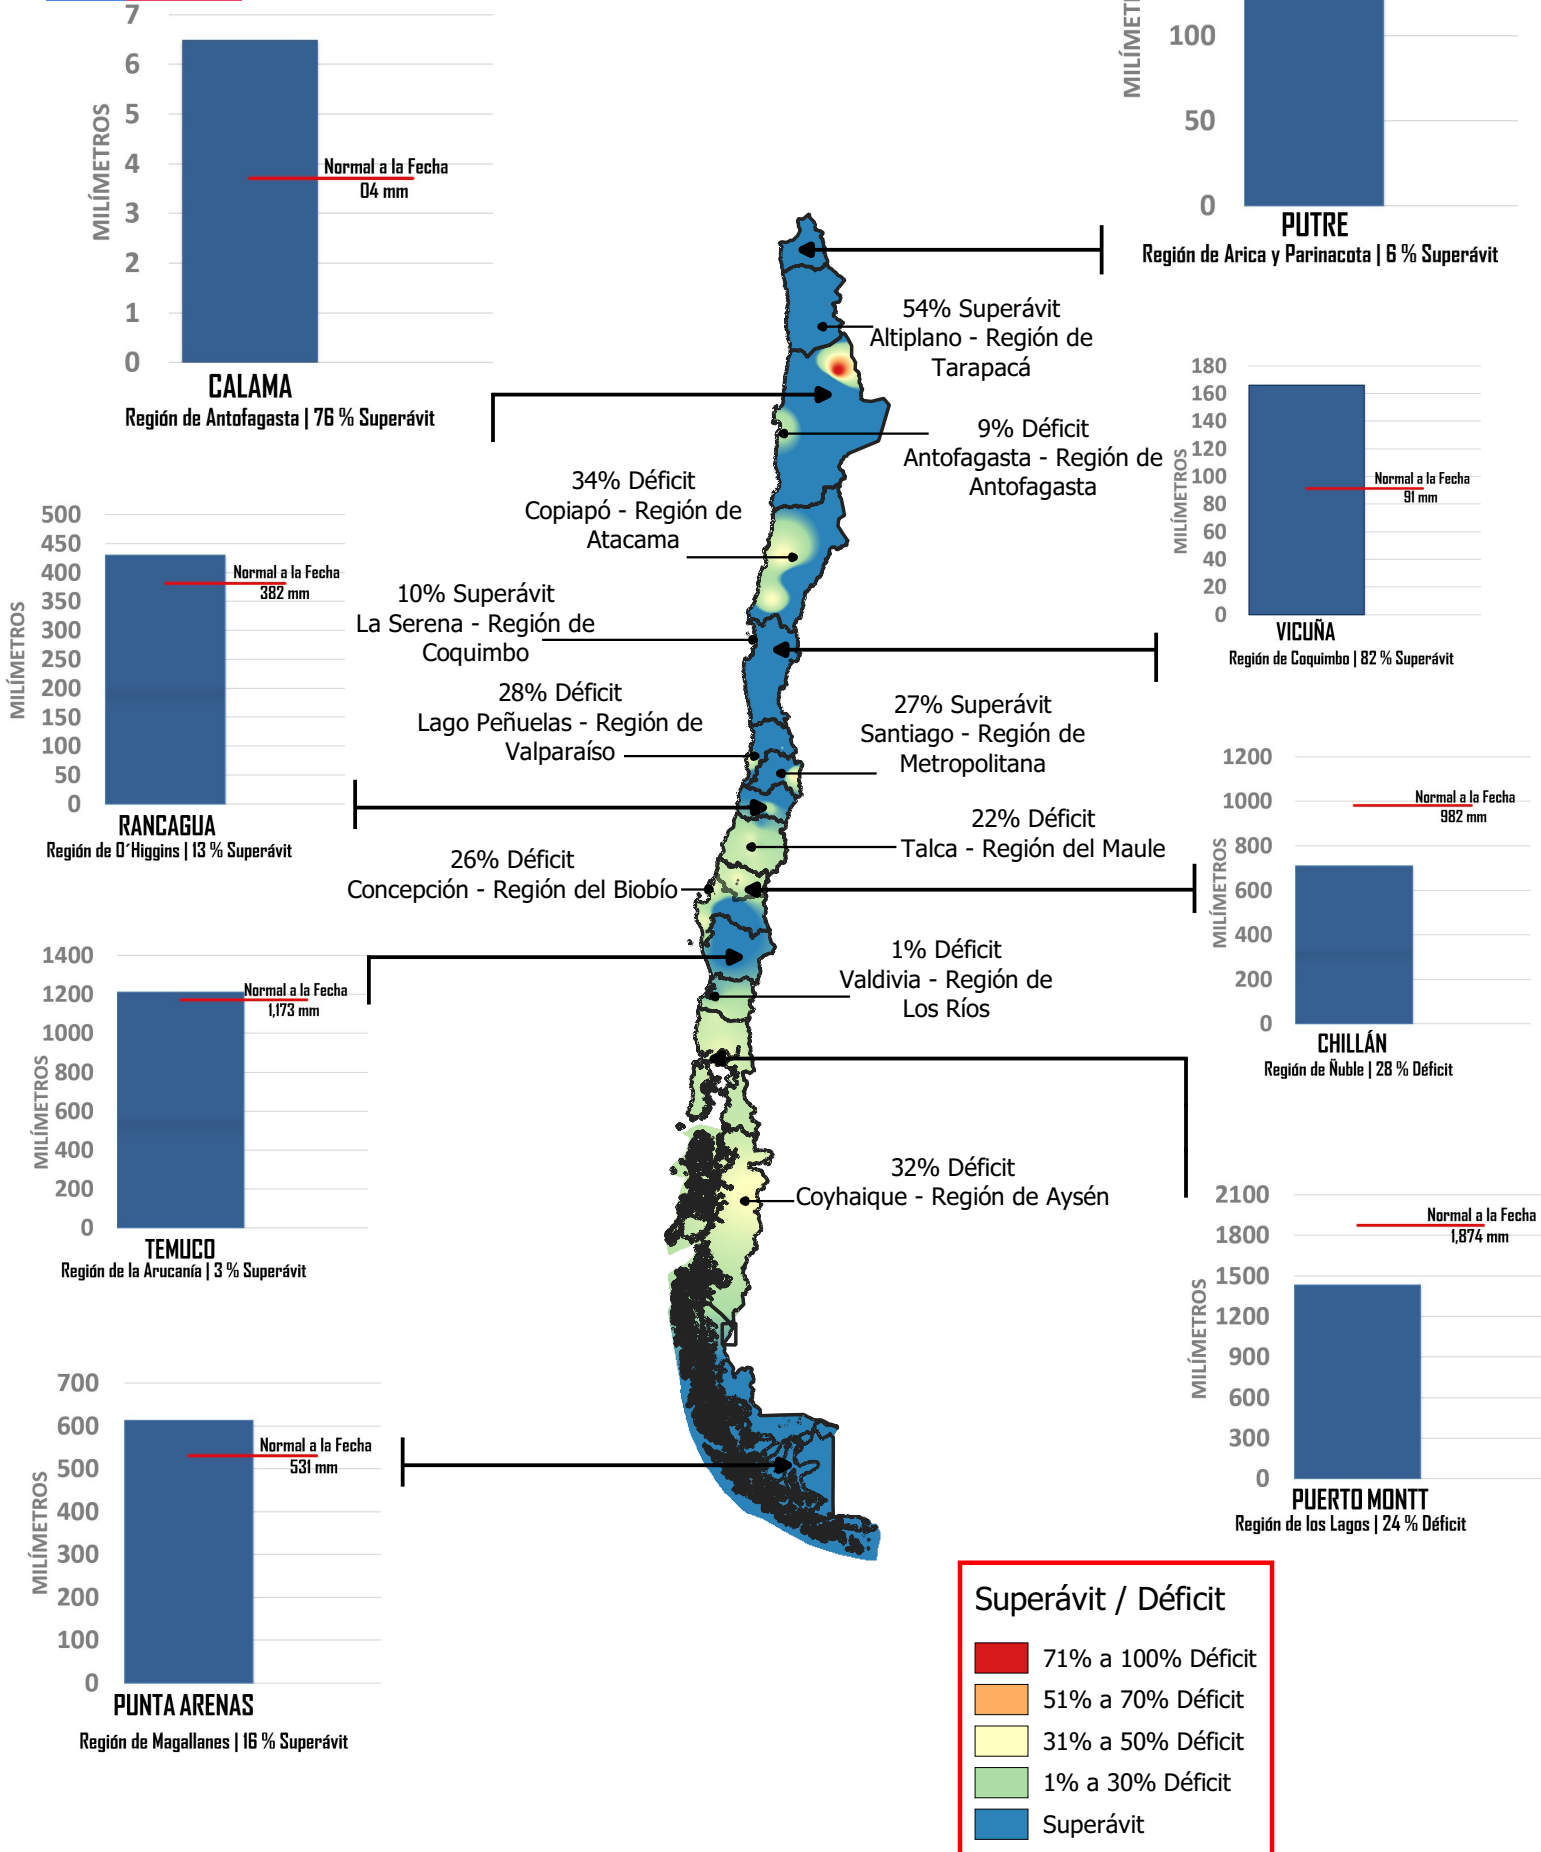 7
6
5
4
3
2
1
0
MILÍMETROS
Normal a la Fecha
04 mm
CALAMA
Región de Antofagasta | 76 % Superávit
100
50
0
PUTRE
Región de Arica y Parinacota | 6 % Superávit
54% Superávit
Altiplano - Región de
Tarapacá
9% Déficit
Antofagasta - Región de
Antofagasta
34% Déficit
Copiapó - Región de
Atacama
10% Superávit
La Serena - Región de
Coquimbo
28% Déficit
Lago Peñuelas - Región de
Valparaíso
27% Superávit
Santiago - Región de
Metropolitana
22% Déficit
Talca - Región del Maule
26% Déficit
Concepción - Región del Biobío
1% Déficit
Valdivia - Región de
Los Ríos
32% Déficit
Coyhaique - Región de Aysén
180
160
140
120
100
80
60
40
20
0
MILÍMETROS
Normal a la Fecha
91 mm
VICUÑA
Región de Coquimbo | 82 % Superávit
500
450
400
350
300
250
200
150
100
50
0
MILÍMETROS
Normal a la Fecha
382 mm
RANCAGUA
Región de O´Higgins | 13 % Superávit
1200
1000
800
600
400
200
0
MILÍMETROS
Normal a la Fecha
982 mm
CHILLÁN
Región de Ñuble | 28 % Déficit
1400
1200
1000
800
600
400
200
0
MILÍMETROS
Normal a la Fecha
1,173 mm
TEMUCO
Región de la Arucanía | 3 % Superávit
2100
1800
1500
1200
900
600
300
0
MILÍMETROS
Normal a la Fecha
1,874 mm
PUERTO MONTT
Región de los Lagos | 24 % Déficit
700
600
500
400
300
200
100
0
MILÍMETROS
Normal a la Fecha
531 mm
PUNTA ARENAS
Región de Magallanes | 16 % Superávit
Superávit / Déficit
71% a 100% Déficit
51% a 70% Déficit
31% a 50% Déficit
1% a 30% Déficit
Superávit